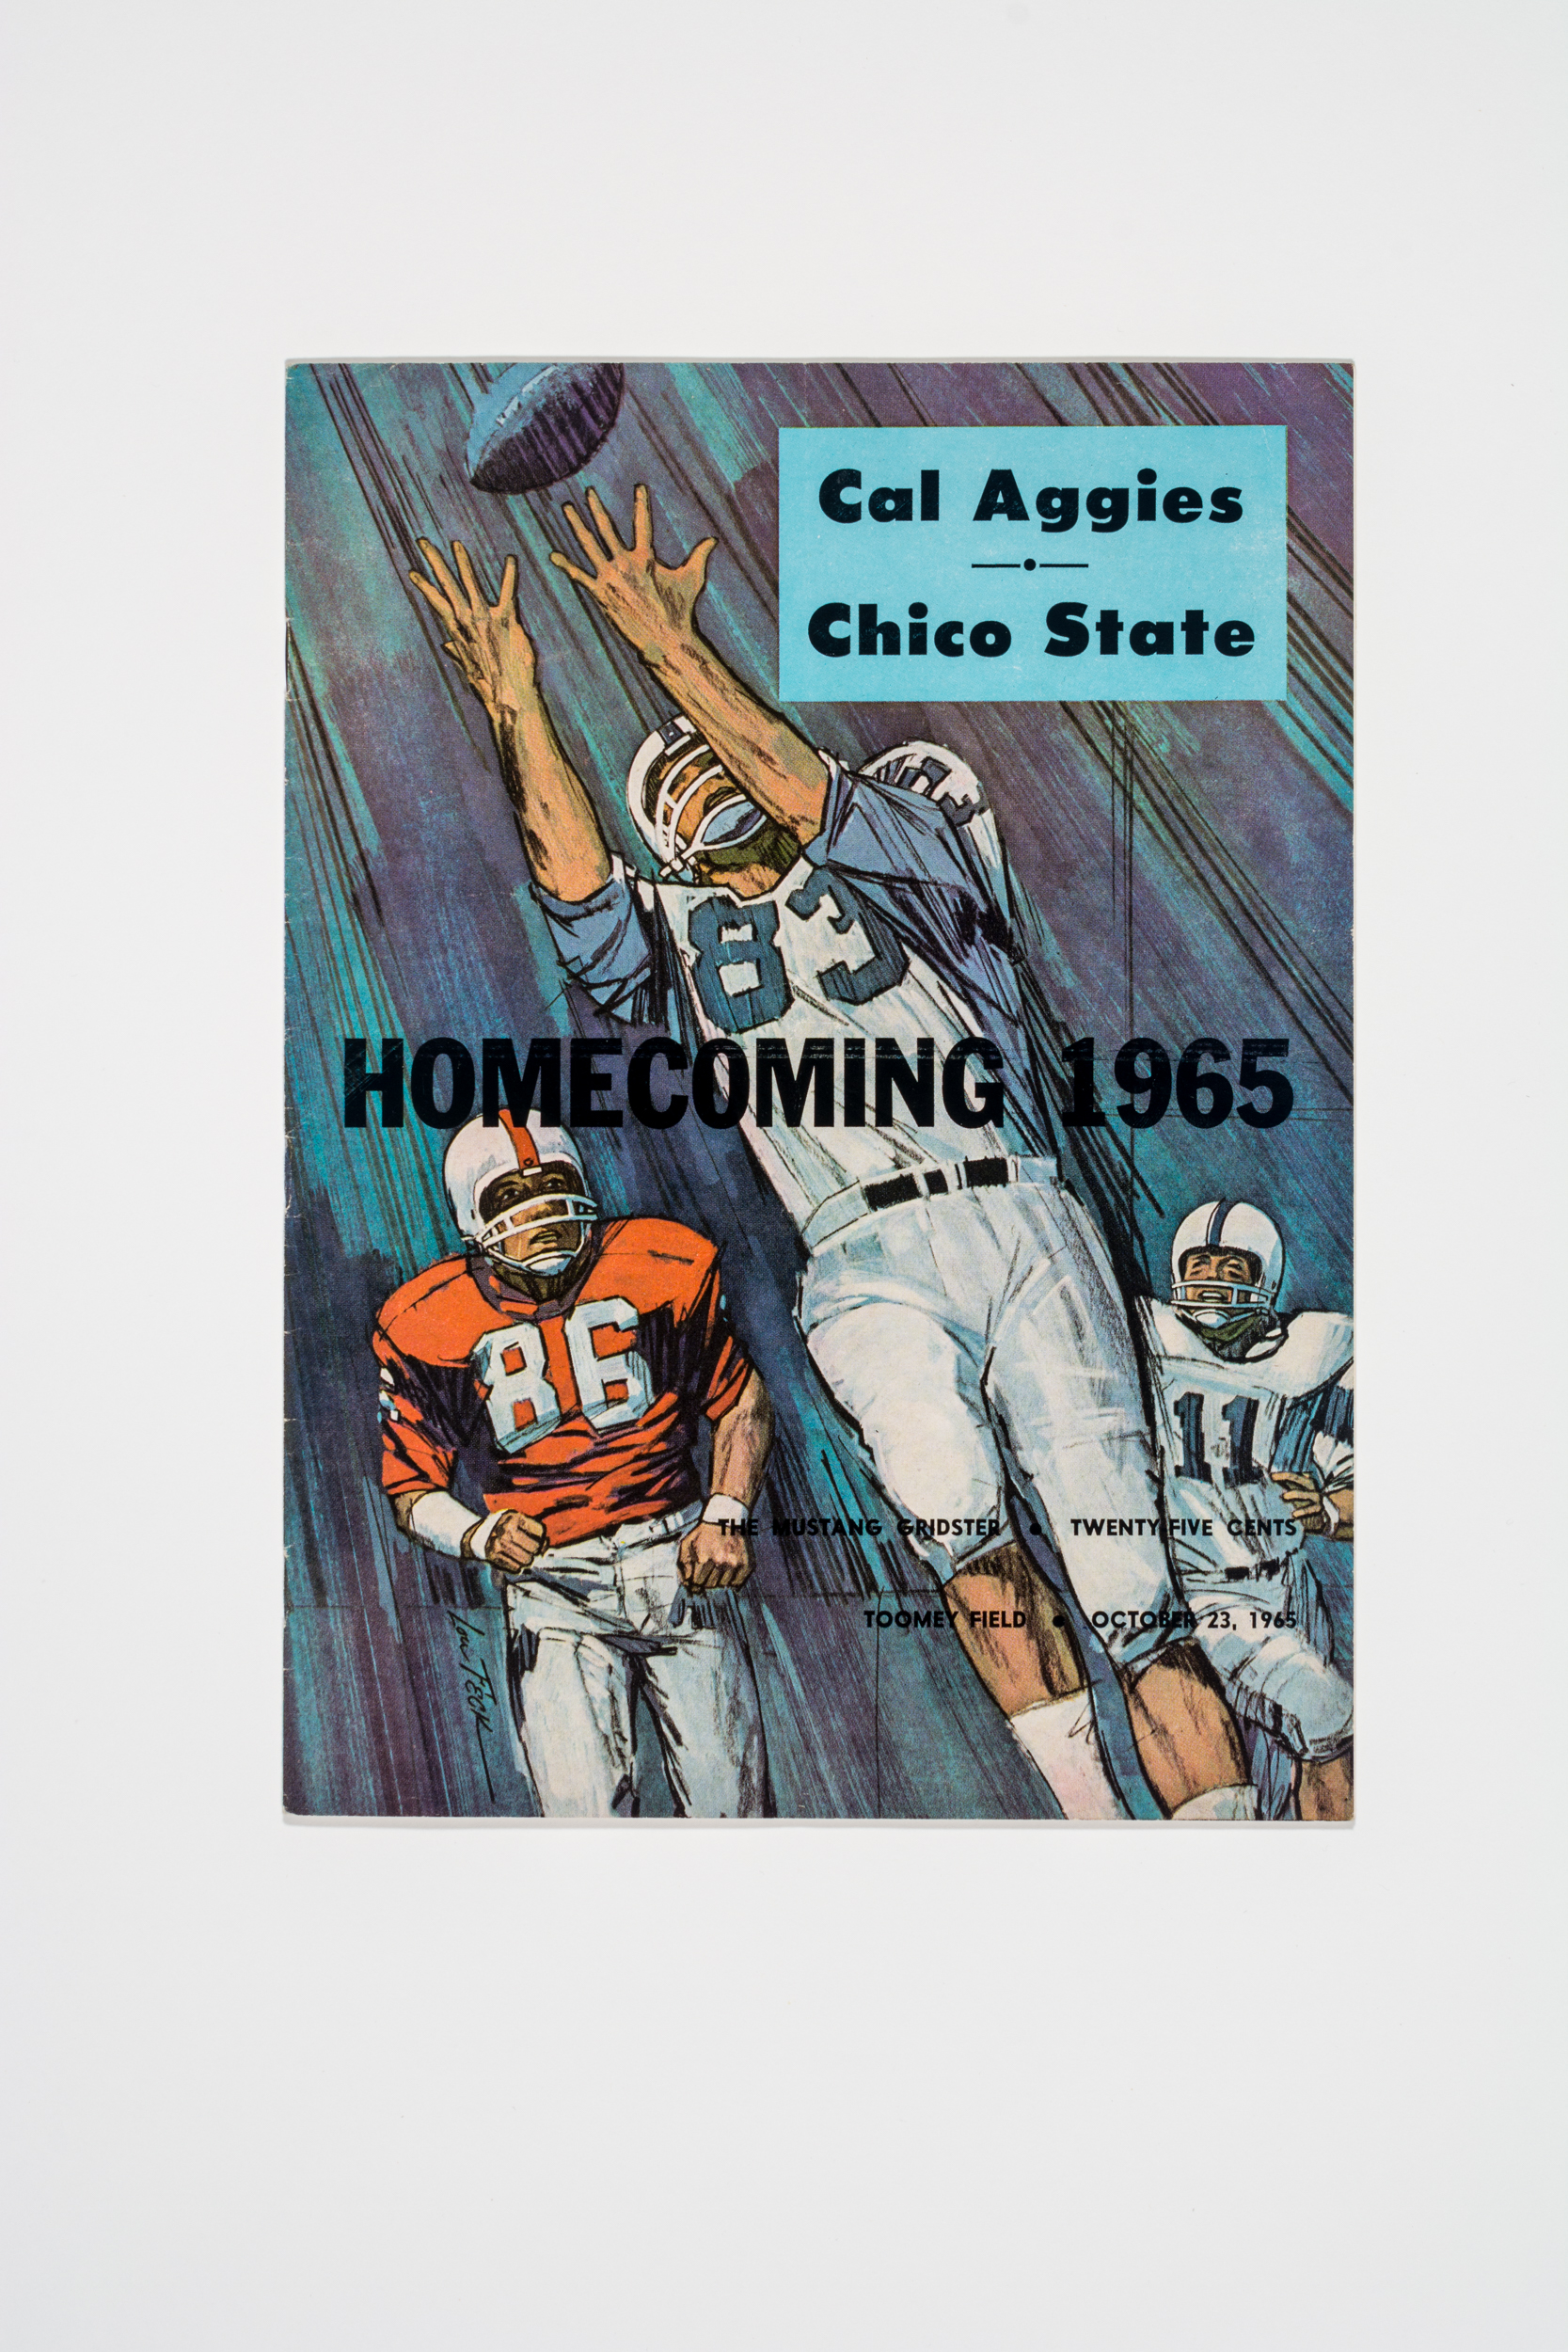 Cal Aggies
Chico State
83
HOMECOMING 1965
86
11
THE MUSTANG GRIDSTER • TWENTY-FIVE CENTS
TOOMEY FIELD • OCTOBER 23, 1965